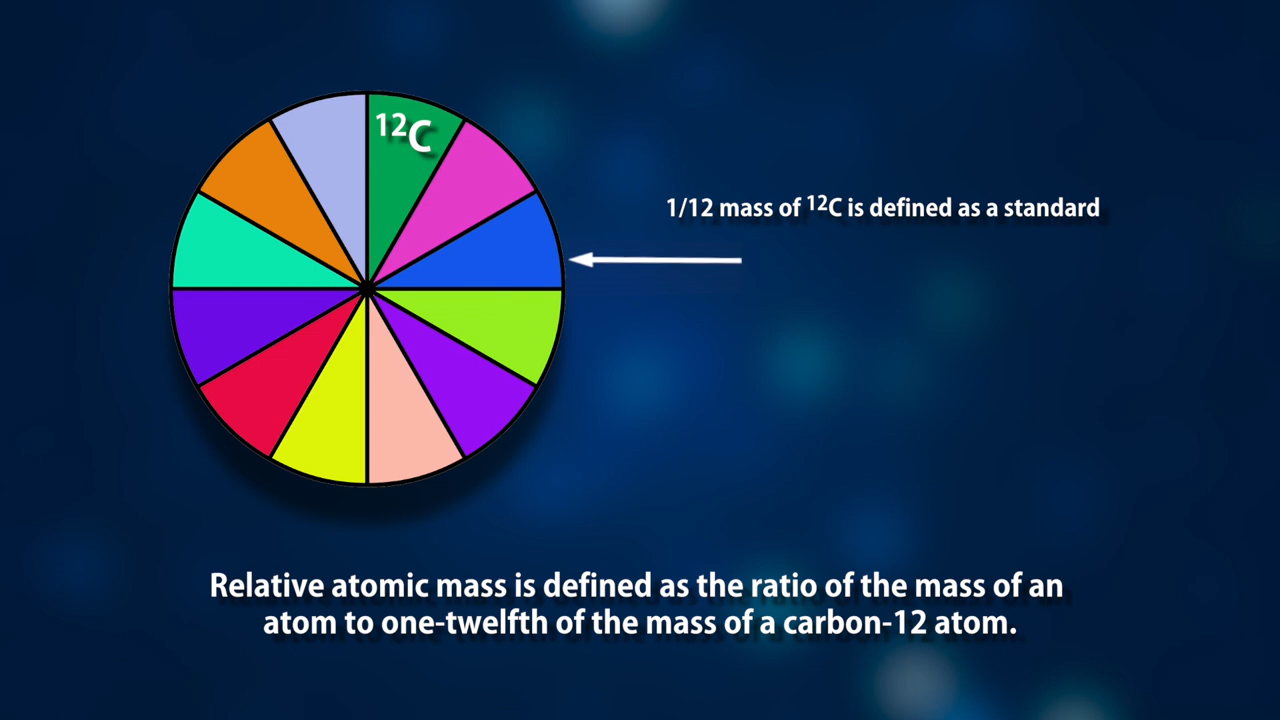 ¹²C
1/12 mass of ¹²C is defined as a standard
Relative atomic mass is defined as the ratio of the mass of an
atom to one-twelfth of the mass of a carbon-12 atom.